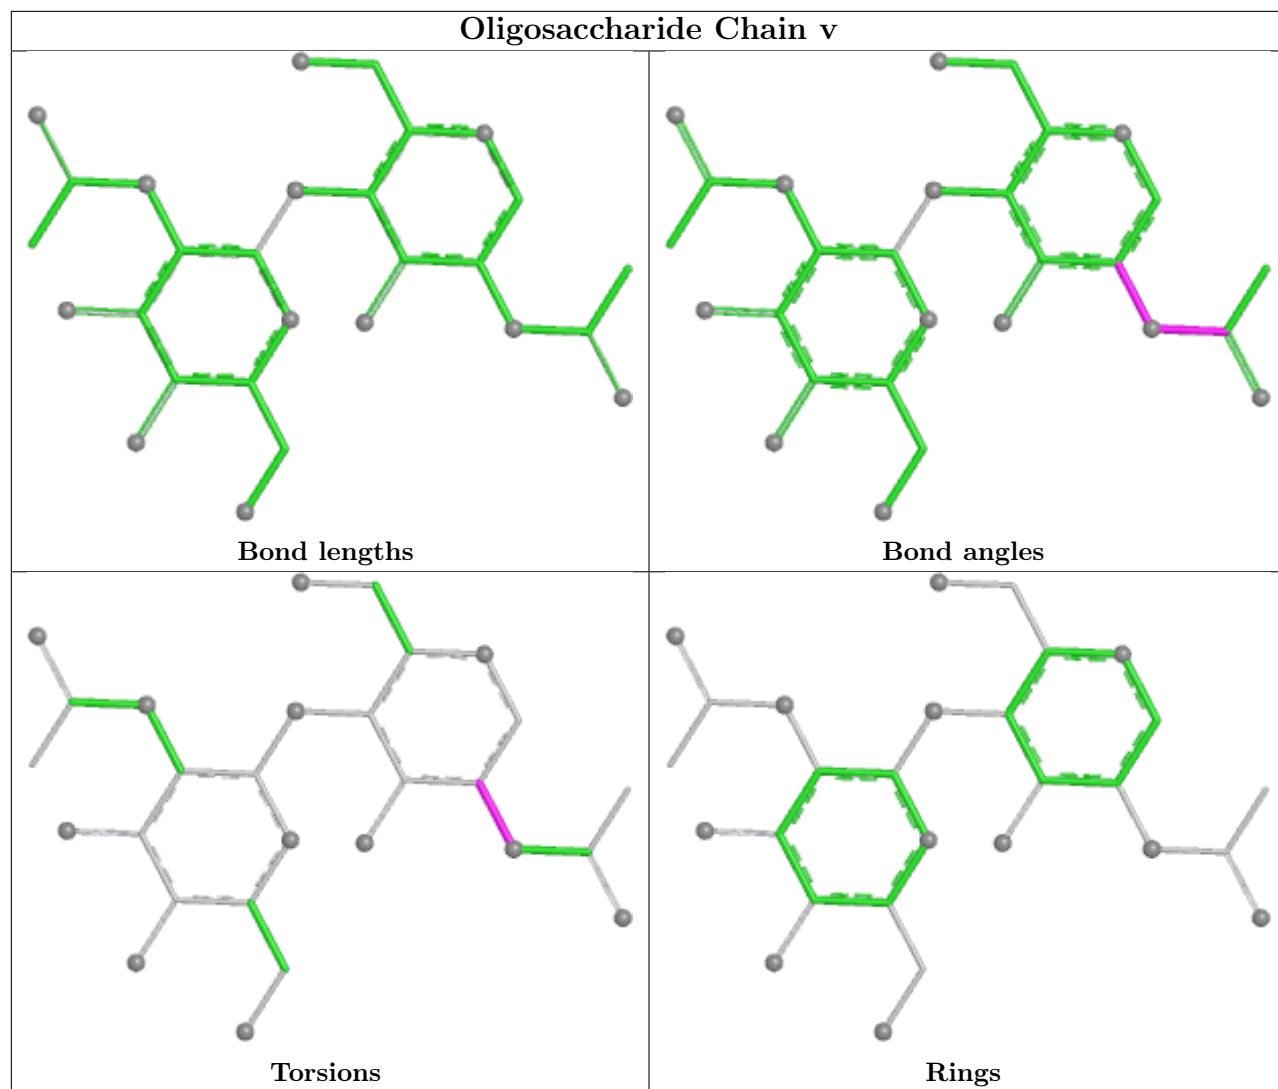 Oligosaccharide Chain v
Bond lengths
Bond angles
Torsions
Rings